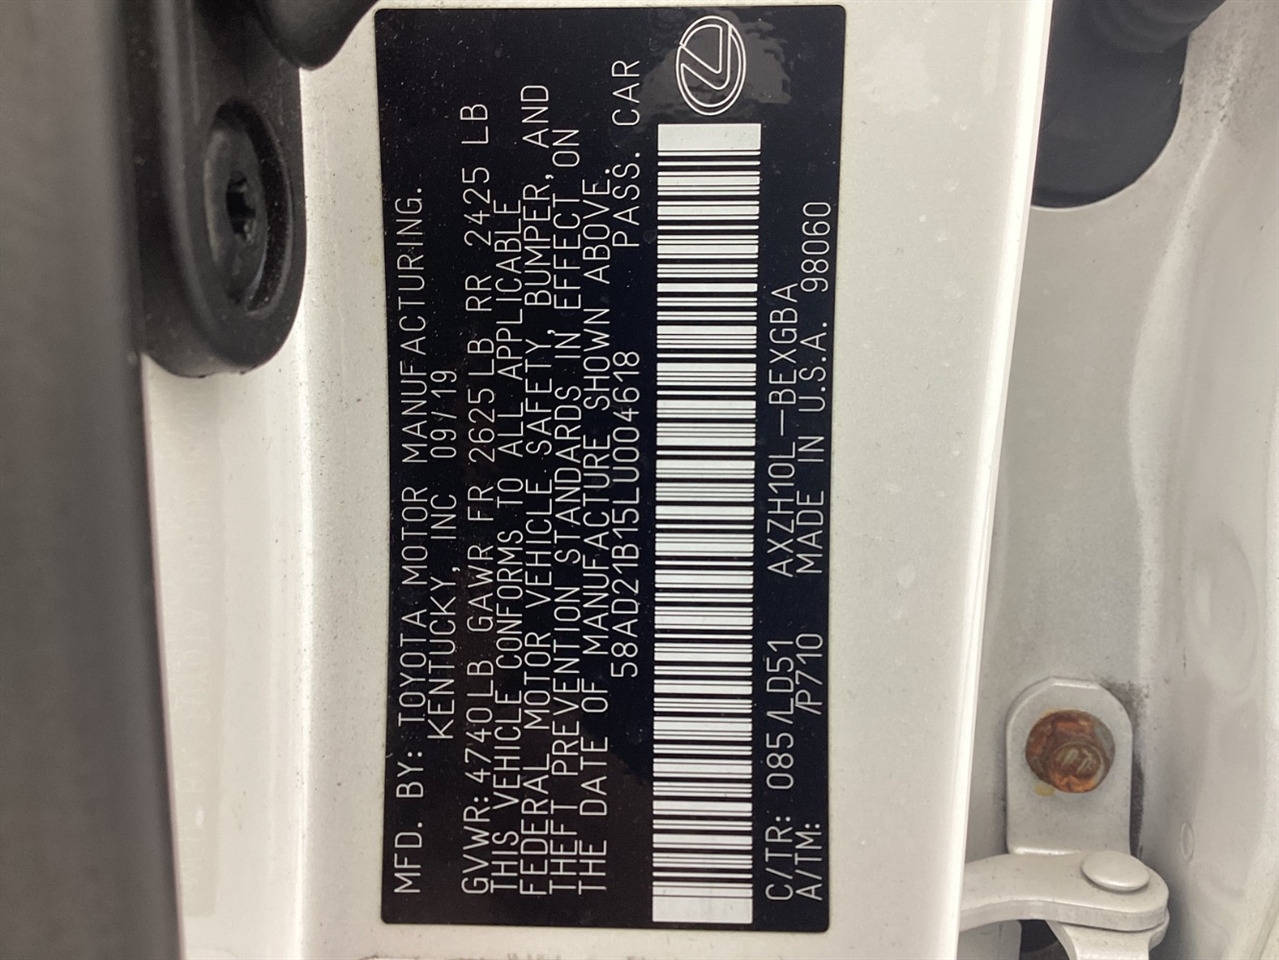 MFD. BY: TOYOTA MOTOR MANUFACTURING.
KENTUCKY, INC 09/19
GVWR: 4740LB GAWR FR 2625LB RR 2425 LB
THIS VEHICLE CONFORMS TO ALL APPLICABLE
FEDERAL MOTOR VEHICLE SAFETY, BUMPER, AND
THEFT PREVENTION STANDARDS IN EFFECT ON
THE DATE OF MANUFACTURE SHOWN ABOVE.
58AD21B15LU004618 PASS. CAR
C/TR: 085/LD51 AXZH10L-BEXGBA
A/TM: /P710 MADE IN U.S.A. 98060